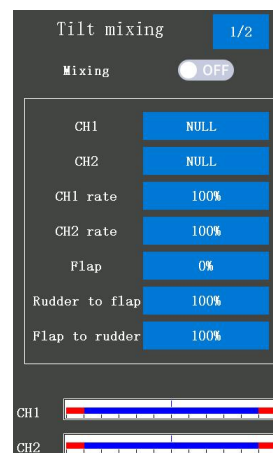 Tilt mixing 1/2
Mixing OFF
CH1 NULL
CH2 NULL
CH1 rate 100%
CH2 rate 100%
Flap 0%
Rudder to flap 100%
Flap to rudder 100%
CH1
CH2